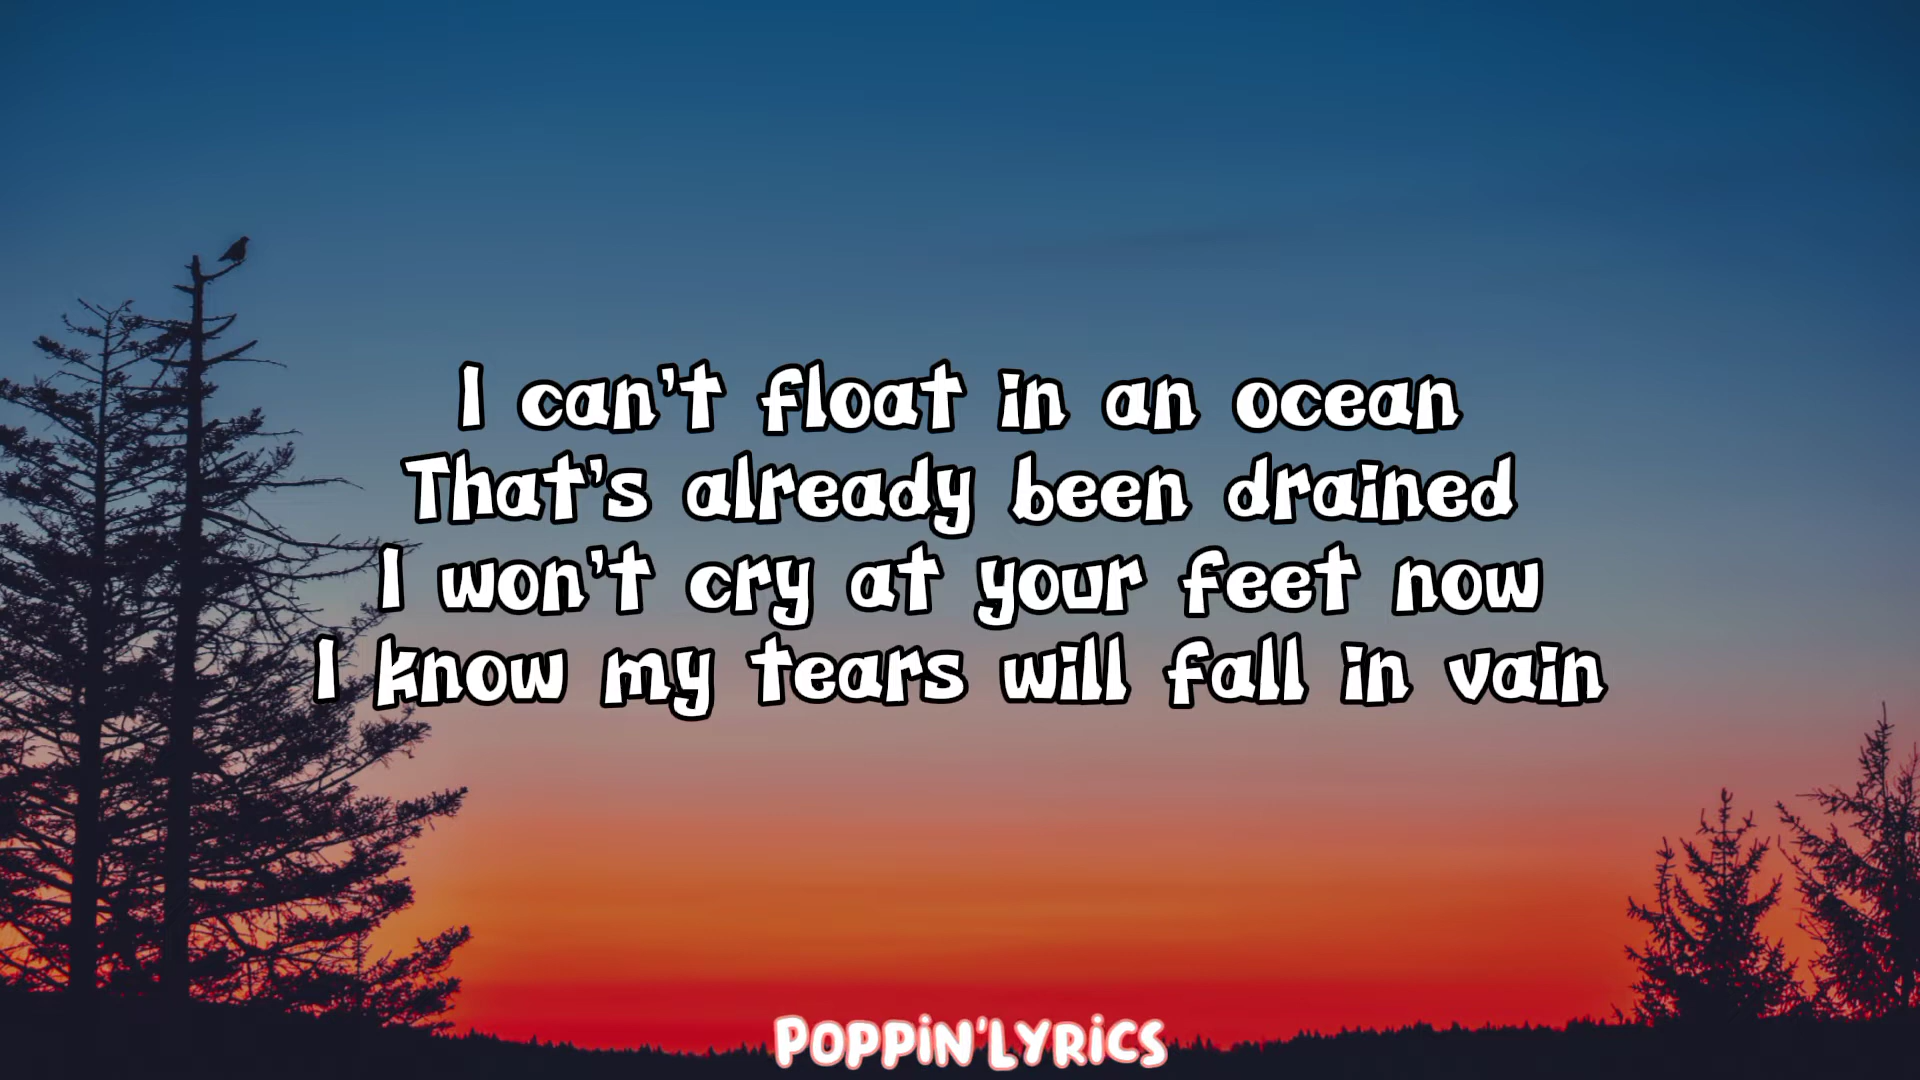 I can't float in an ocean
That's already been drained
I won't cry at your feet now
I know my tears will fall in vain
Poppin'Lyrics